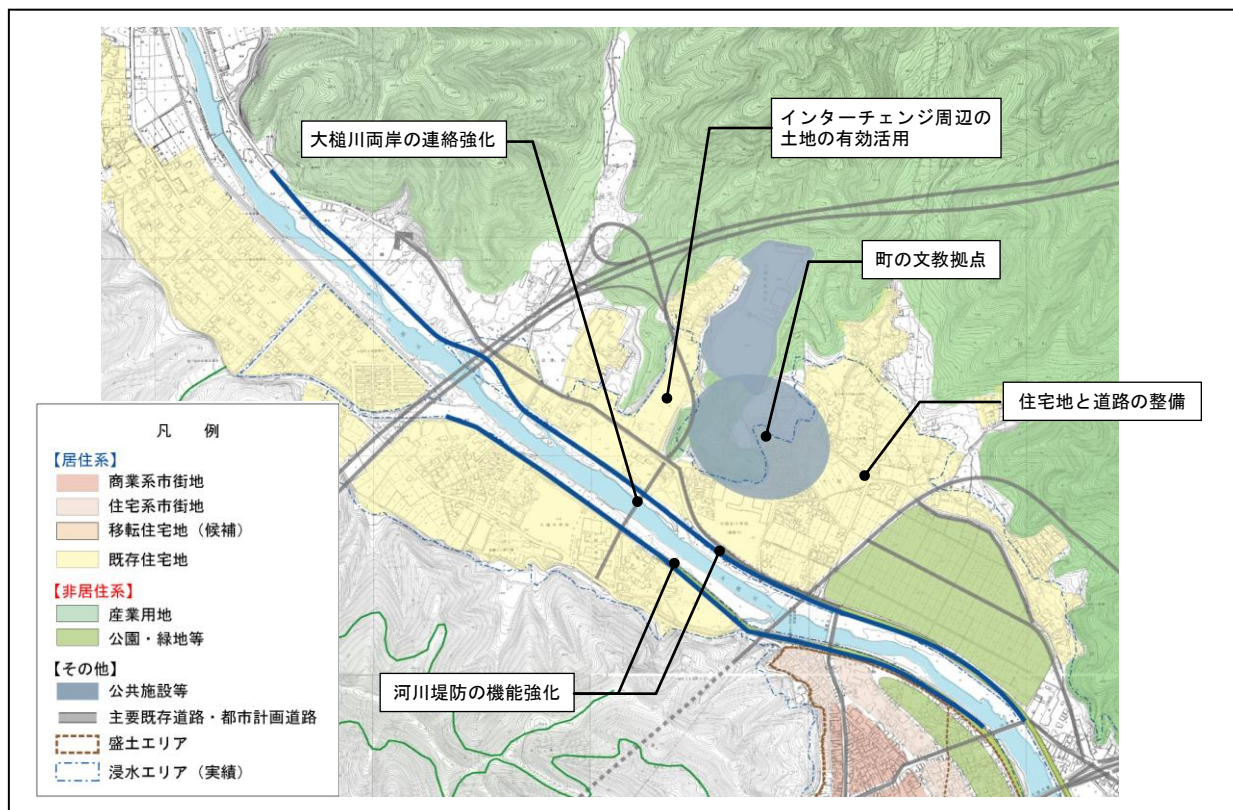 大槌川両岸の連絡強化
インターチェンジ周辺の
土地の有効活用
町の文教拠点
住宅地と道路の整備
河川堤防の機能強化
凡 例
【居住系】
商業系市街地
住宅系市街地
移転住宅地（候補）
既存住宅地
【非居住系】
産業用地
公園・緑地等
【その他】
公共施設等
主要既存道路・都市計画道路
盛土エリア
浸水エリア（実績）